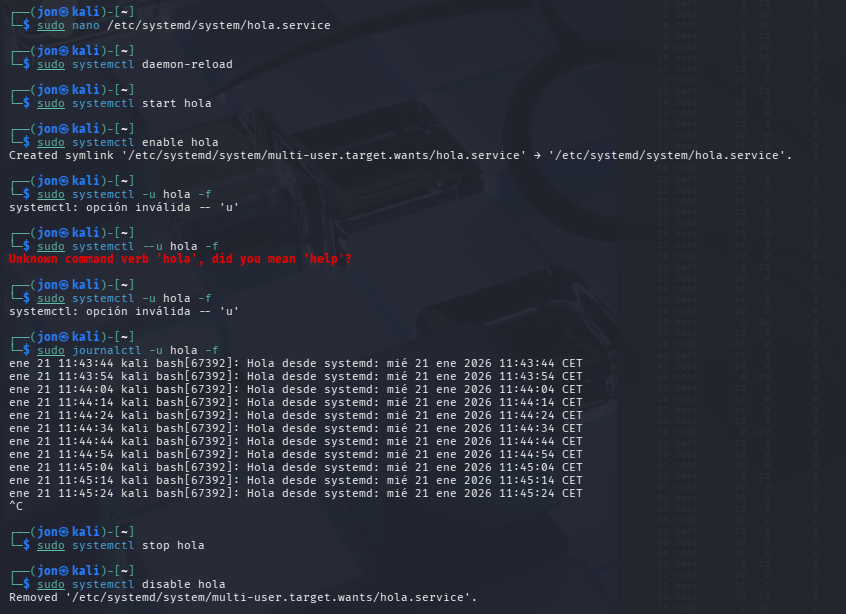 ┌──(jon㉿kali)-[~]
└─$ sudo nano /etc/systemd/system/hola.service
┌──(jon㉿kali)-[~]
└─$ sudo systemctl daemon-reload
┌──(jon㉿kali)-[~]
└─$ sudo systemctl start hola
┌──(jon㉿kali)-[~]
└─$ sudo systemctl enable hola
Created symlink '/etc/systemd/system/multi-user.target.wants/hola.service' → '/etc/systemd/system/hola.service'.
┌──(jon㉿kali)-[~]
└─$ sudo systemctl -u hola -f
systemctl: opción inválida -- 'u'
┌──(jon㉿kali)-[~]
└─$ sudo systemctl --u hola -f
Unknown command verb 'hola', did you mean 'help'?
┌──(jon㉿kali)-[~]
└─$ sudo systemctl -u hola -f
systemctl: opción inválida -- 'u'
┌──(jon㉿kali)-[~]
└─$ sudo journalctl -u hola -f
ene 21 11:43:44 kali bash[67392]: Hola desde systemd: mié 21 ene 2026 11:43:44 CET
ene 21 11:43:54 kali bash[67392]: Hola desde systemd: mié 21 ene 2026 11:43:54 CET
ene 21 11:44:04 kali bash[67392]: Hola desde systemd: mié 21 ene 2026 11:44:04 CET
ene 21 11:44:14 kali bash[67392]: Hola desde systemd: mié 21 ene 2026 11:44:14 CET
ene 21 11:44:24 kali bash[67392]: Hola desde systemd: mié 21 ene 2026 11:44:24 CET
ene 21 11:44:34 kali bash[67392]: Hola desde systemd: mié 21 ene 2026 11:44:34 CET
ene 21 11:44:44 kali bash[67392]: Hola desde systemd: mié 21 ene 2026 11:44:44 CET
ene 21 11:44:54 kali bash[67392]: Hola desde systemd: mié 21 ene 2026 11:44:54 CET
ene 21 11:45:04 kali bash[67392]: Hola desde systemd: mié 21 ene 2026 11:45:04 CET
ene 21 11:45:14 kali bash[67392]: Hola desde systemd: mié 21 ene 2026 11:45:14 CET
ene 21 11:45:24 kali bash[67392]: Hola desde systemd: mié 21 ene 2026 11:45:24 CET
^C
┌──(jon㉿kali)-[~]
└─$ sudo systemctl stop hola
┌──(jon㉿kali)-[~]
└─$ sudo systemctl disable hola
Removed '/etc/systemd/system/multi-user.target.wants/hola.service'.